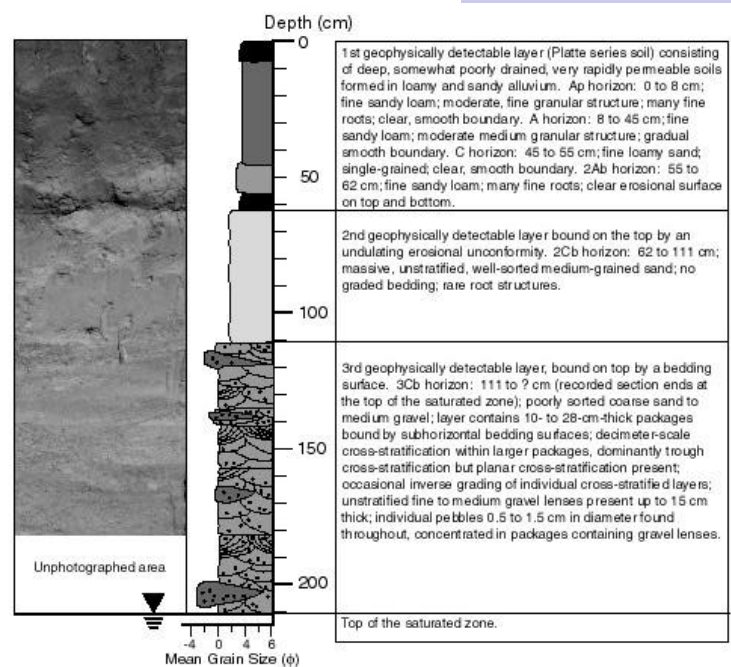 Depth (cm)
0
50
100
150
200
1st geophysically detectable layer (Platte series soil) consisting
of deep, somewhat poorly drained, very rapidly permeable soils
formed in loamy and sandy alluvium. Ap horizon: 0 to 8 cm;
fine sandy loam; moderate, fine granular structure; many fine
roots; clear, smooth boundary. A horizon: 8 to 45 cm; fine
sandy loam; moderate medium granular structure; gradual
smooth boundary. C horizon: 45 to 55 cm; fine loamy sand;
single-grained; clear, smooth boundary. 2Ab horizon: 55 to
62 cm; fine sandy loam; many fine roots; clear erosional surface
on top and bottom.
2nd geophysically detectable layer bound on the top by an
undulating erosional unconformity. 2Cb horizon: 62 to 111 cm;
massive, unstratified, well-sorted medium-grained sand; no
graded bedding; rare root structures.
3rd geophysically detectable layer, bound on top by a bedding
surface. 3Cb horizon: 111 to ? cm (recorded section ends at
the top of the saturated zone); poorly sorted coarse sand to
medium gravel; layer contains 10- to 28-cm-thick packages
bound by subhorizontal bedding surfaces; decimeter-scale
cross-stratification within larger packages, dominantly trough
cross-stratification but planar cross-stratification present;
occasional inverse grading of individual cross-stratified layers;
unstratified fine to medium gravel lenses present up to 15 cm
thick; individual pebbles 0.5 to 1.5 cm in diameter found
throughout, concentrated in packages containing gravel lenses.
Unphotographed area
Top of the saturated zone.
-4 0 4 6
Mean Grain Size (ϕ)